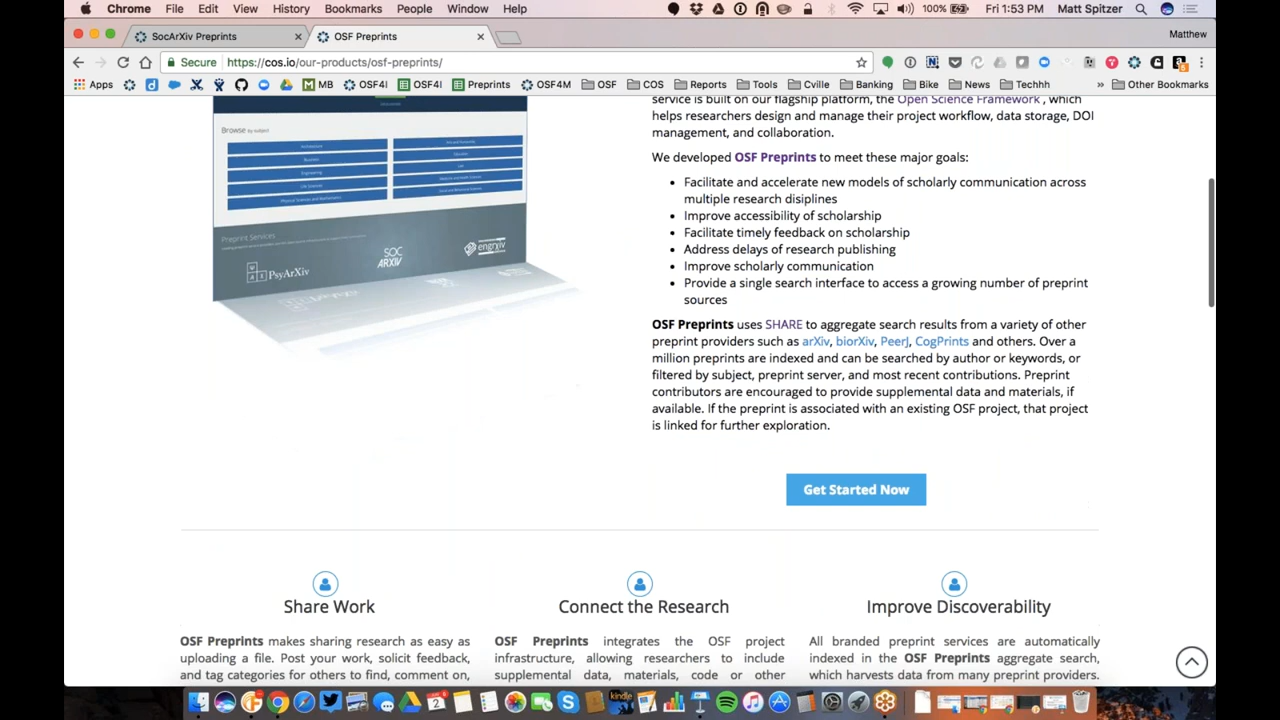 Chrome File Edit View History Bookmarks People Window Help 100% Fri 1:53 PM Matt Spitzer
SocArXiv Preprints OSF Preprints Matthew
Secure https://cos.io/our-products/osf-preprints/
Apps MB OSF4I OSF4I Preprints OSF4M OSF COS Reports Tools Cville Banking Bike News Techhh » Other Bookmarks
service is built on our flagship platform, the Open Science Framework , which
helps researchers design and manage their project workflow, data storage, DOI
management, and collaboration.
We developed OSF Preprints to meet these major goals:
Facilitate and accelerate new models of scholarly communication across
multiple research disiplines
Improve accessibility of scholarship
Facilitate timely feedback on scholarship
Address delays of research publishing
Improve scholarly communication
Provide a single search interface to access a growing number of preprint
sources
OSF Preprints uses SHARE to aggregate search results from a variety of other
preprint providers such as arXiv, biorXiv, PeerJ, CogPrints and others. Over a
million preprints are indexed and can be searched by author or keywords, or
filtered by subject, preprint server, and most recent contributions. Preprint
contributors are encouraged to provide supplemental data and materials, if
available. If the preprint is associated with an existing OSF project, that project
is linked for further exploration.
Browse by subject
Architecture
Business
Education
Engineering
Law
Life Sciences
Preprint Services
PsyArXiv
SOC
ARXIV
engrXiv
Get Started Now
Share Work
OSF Preprints makes sharing research as easy as
uploading a file. Post your work, solicit feedback,
and tag categories for others to find, comment on,
Connect the Research
OSF Preprints integrates the OSF project
infrastructure, allowing researchers to include
supplemental data, materials, code or other
Improve Discoverability
All branded preprint services are automatically
indexed in the OSF Preprints aggregate search,
which harvests data from many preprint providers.